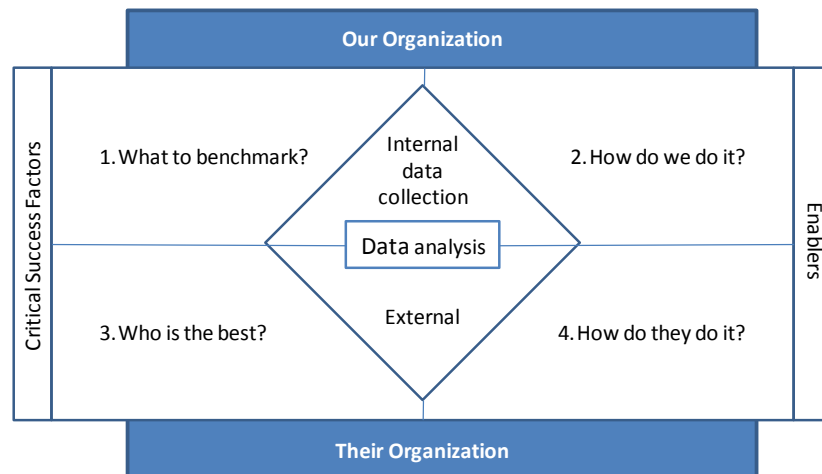 Our Organization
Critical Success Factors
1. What to benchmark?
Internal
data
collection
2. How do we do it?
Enablers
Data analysis
3. Who is the best?
External
4. How do they do it?
Their Organization